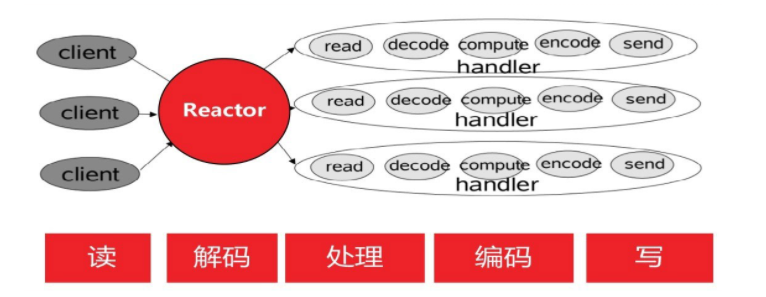 client
client
client
Reactor
read decode compute encode send
handler
read decode compute encode send
handler
read decode compute encode send
handler
读 解码 处理 编码 写